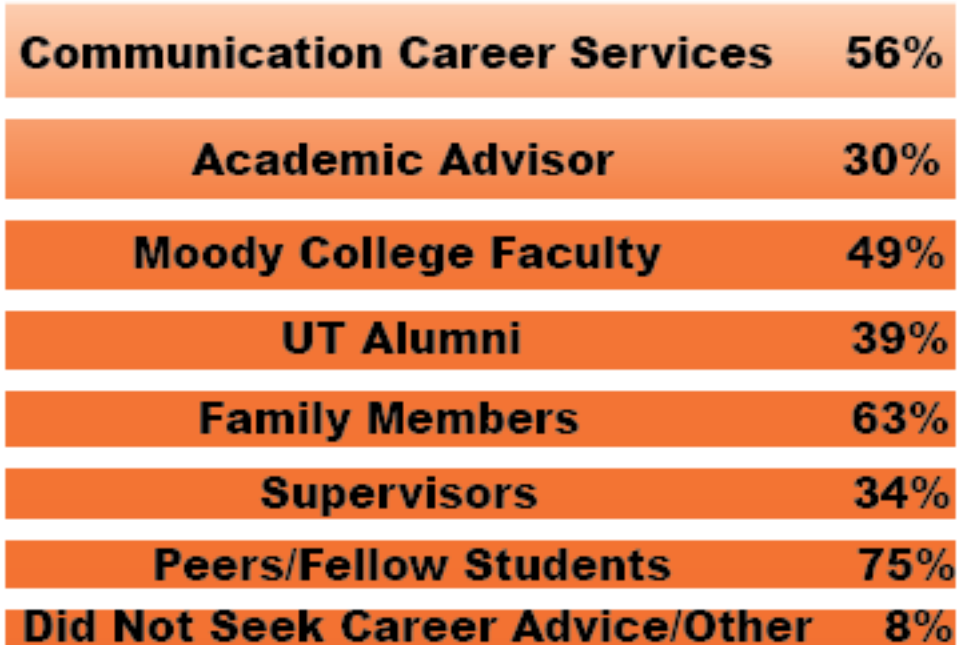 Communication Career Services 56%
Academic Advisor 30%
Moody College Faculty 49%
UT Alumni 39%
Family Members 63%
Supervisors 34%
Peers/Fellow Students 75%
Did Not Seek Career Advice/Other 8%